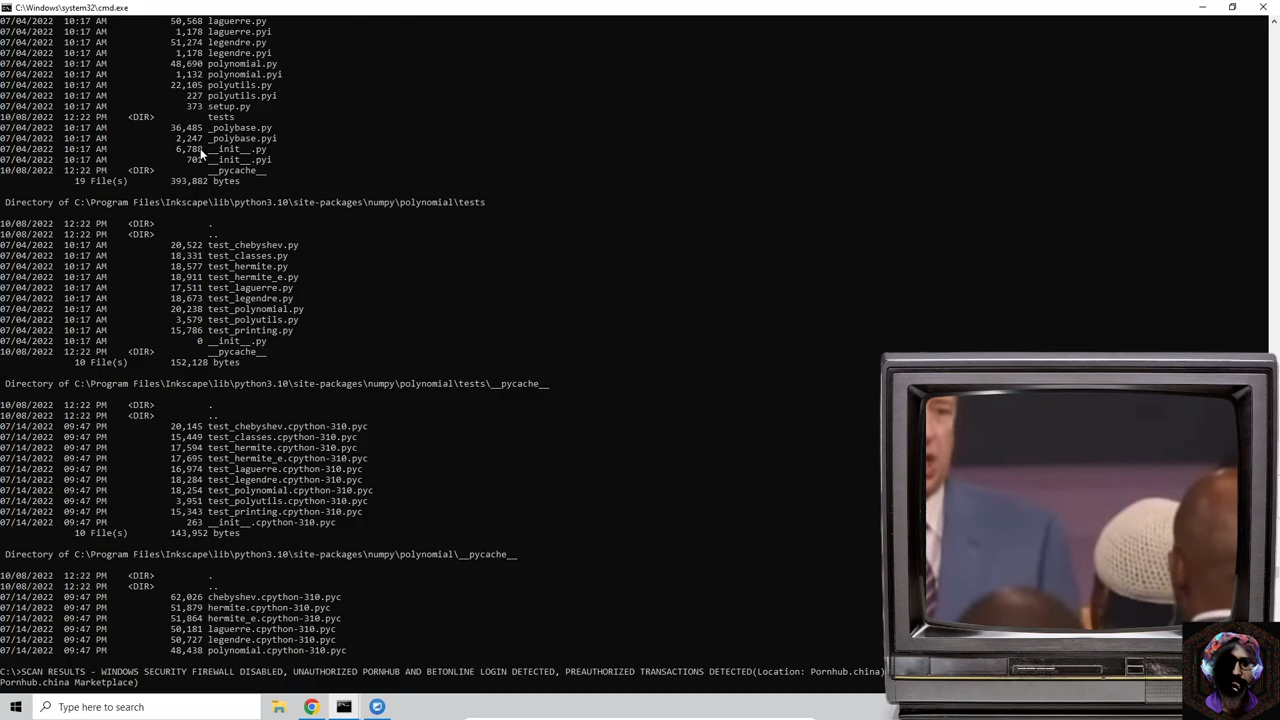 C:\Windows\system32\cmd.exe
07/04/2022 10:17 AM 50,568 laguerre.py
07/04/2022 10:17 AM 1,178 laguerre.pyi
07/04/2022 10:17 AM 51,274 legendre.py
07/04/2022 10:17 AM 1,178 legendre.pyi
07/04/2022 10:17 AM 48,690 polynomial.py
07/04/2022 10:17 AM 1,132 polynomial.pyi
07/04/2022 10:17 AM 22,105 polyutils.py
07/04/2022 10:17 AM 227 polyutils.pyi
07/04/2022 10:17 AM 373 setup.py
10/08/2022 12:22 PM <DIR> tests
07/04/2022 10:17 AM 36,485 _polybase.py
07/04/2022 10:17 AM 2,247 _polybase.pyi
07/04/2022 10:17 AM 6,788 __init__.py
07/04/2022 10:17 AM 701 __init__.pyi
10/08/2022 12:22 PM <DIR> __pycache__
19 File(s) 393,882 bytes
Directory of C:\Program Files\Inkscape\lib\python3.10\site-packages\numpy\polynomial\tests
10/08/2022 12:22 PM <DIR> .
10/08/2022 12:22 PM <DIR> ..
07/04/2022 10:17 AM 20,522 test_chebyshev.py
07/04/2022 10:17 AM 18,331 test_classes.py
07/04/2022 10:17 AM 18,577 test_hermite.py
07/04/2022 10:17 AM 18,911 test_hermite_e.py
07/04/2022 10:17 AM 17,511 test_laguerre.py
07/04/2022 10:17 AM 18,673 test_legendre.py
07/04/2022 10:17 AM 20,238 test_polynomial.py
07/04/2022 10:17 AM 3,579 test_polyutils.py
07/04/2022 10:17 AM 15,786 test_printing.py
07/04/2022 10:17 AM 0 __init__.py
10/08/2022 12:22 PM <DIR> __pycache__
10 File(s) 152,128 bytes
Directory of C:\Program Files\Inkscape\lib\python3.10\site-packages\numpy\polynomial\tests\__pycache__
10/08/2022 12:22 PM <DIR> .
10/08/2022 12:22 PM <DIR> ..
07/14/2022 09:47 PM 20,145 test_chebyshev.cpython-310.pyc
07/14/2022 09:47 PM 15,449 test_classes.cpython-310.pyc
07/14/2022 09:47 PM 17,594 test_hermite.cpython-310.pyc
07/14/2022 09:47 PM 17,695 test_hermite_e.cpython-310.pyc
07/14/2022 09:47 PM 16,974 test_laguerre.cpython-310.pyc
07/14/2022 09:47 PM 18,284 test_legendre.cpython-310.pyc
07/14/2022 09:47 PM 18,254 test_polynomial.cpython-310.pyc
07/14/2022 09:47 PM 3,951 test_polyutils.cpython-310.pyc
07/14/2022 09:47 PM 15,343 test_printing.cpython-310.pyc
07/14/2022 09:47 PM 263 __init__.cpython-310.pyc
10 File(s) 143,952 bytes
Directory of C:\Program Files\Inkscape\lib\python3.10\site-packages\numpy\polynomial\__pycache__
10/08/2022 12:22 PM <DIR> .
10/08/2022 12:22 PM <DIR> ..
07/14/2022 09:47 PM 62,026 chebyshev.cpython-310.pyc
07/14/2022 09:47 PM 51,879 hermite.cpython-310.pyc
07/14/2022 09:47 PM 51,864 hermite_e.cpython-310.pyc
07/14/2022 09:47 PM 50,181 laguerre.cpython-310.pyc
07/14/2022 09:47 PM 50,727 legendre.cpython-310.pyc
07/14/2022 09:47 PM 48,438 polynomial.cpython-310.pyc
C:\>SCAN RESULTS - WINDOWS SECURITY FIREWALL DISABLED, UNAUTHORIZED PORNHUB AND BETONLINE LOGIN DETECTED, PREAUTHORIZED TRANSACTIONS DETECTED(Location: Pornhub.china)
Pornhub.china Marketplace)
Type here to search